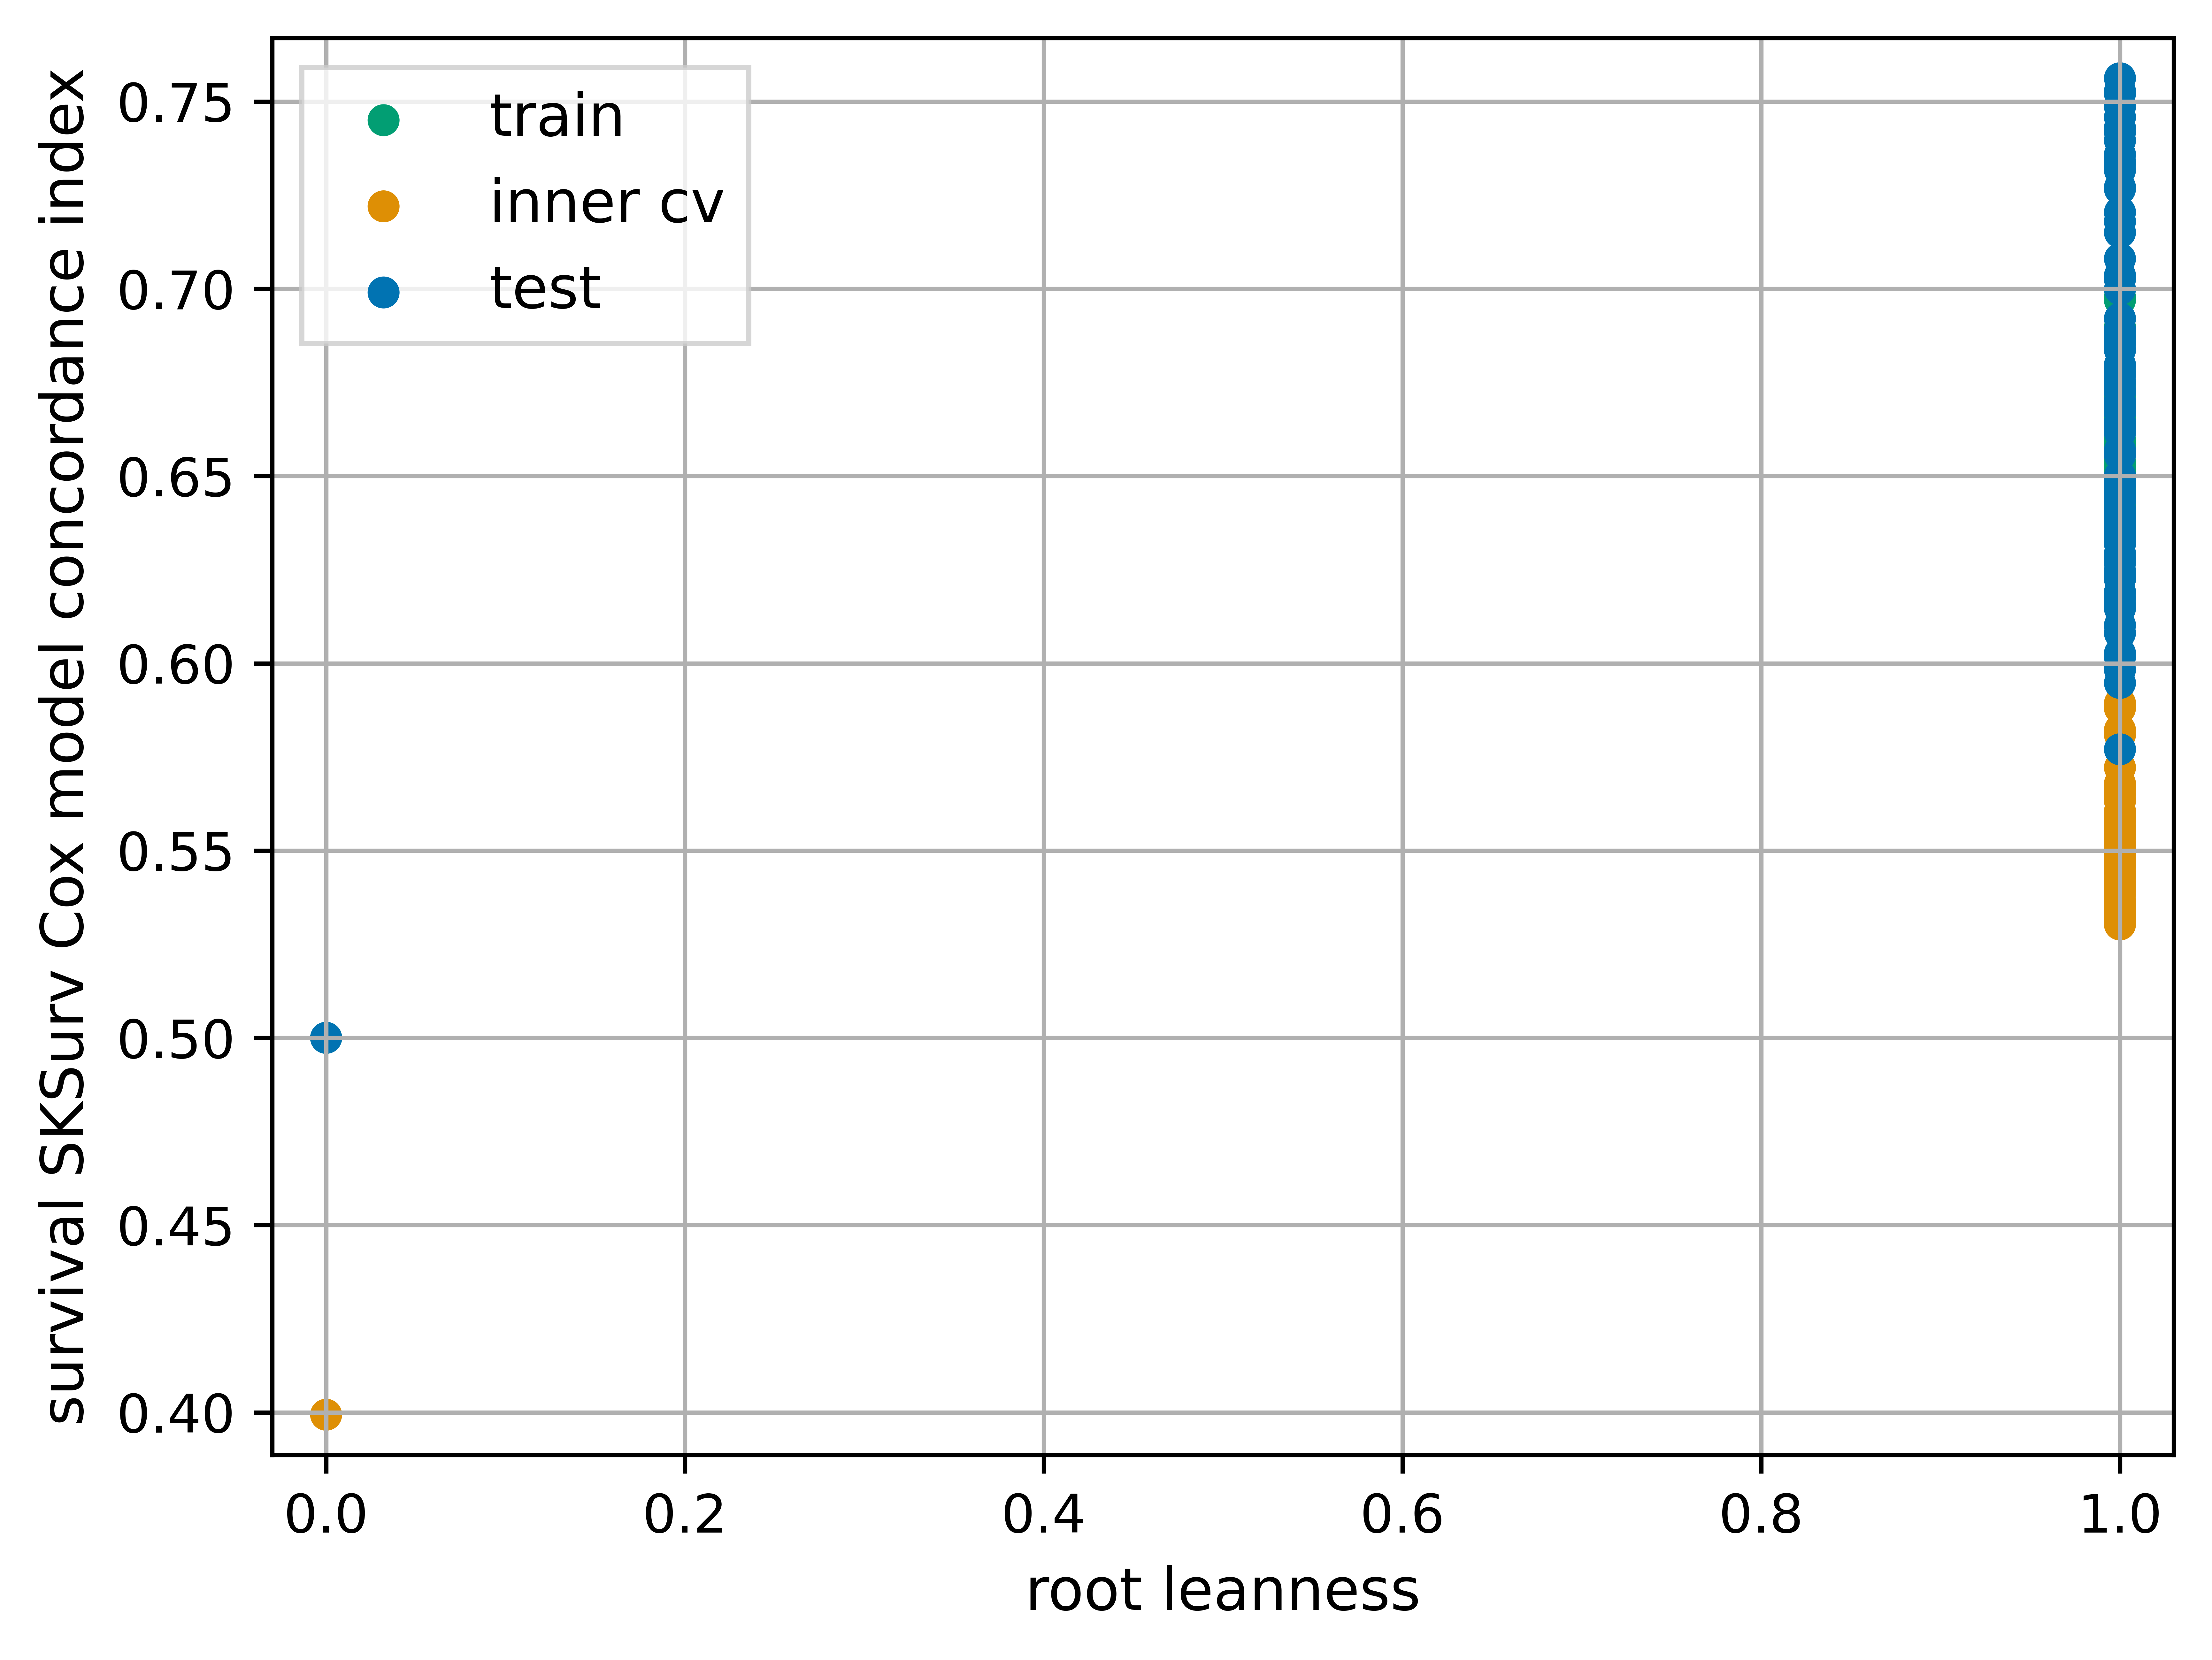 survival SKSurv Cox model concordance index
0.75
0.70
0.65
0.60
0.55
0.50
0.45
0.40
train
inner cv
test
0.0 0.2 0.4 0.6 0.8 1.0
root leanness